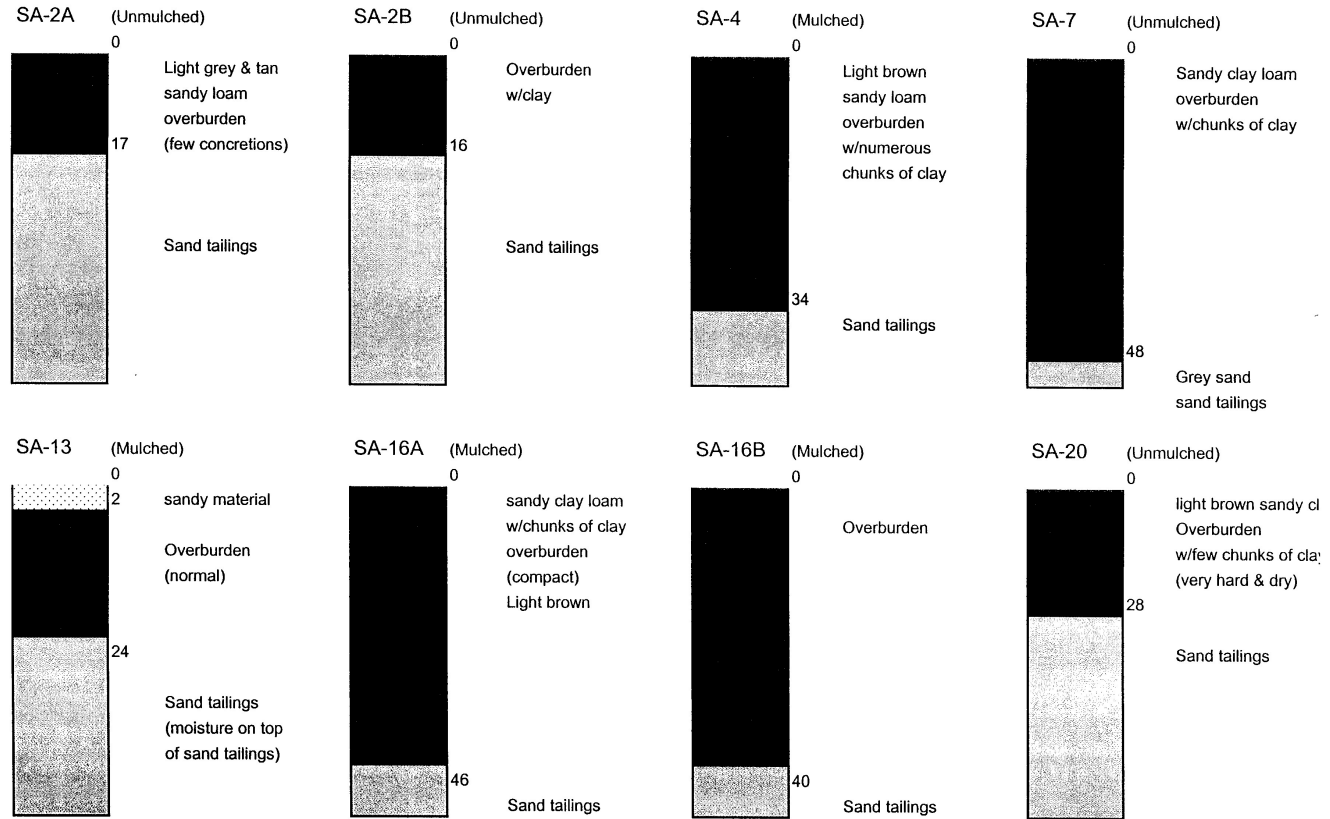 SA-2A (Unmulched)
0
Light grey & tan
sandy loam
overburden
(few concretions)
17
Sand tailings
SA-2B (Unmulched)
0
Overburden
w/clay
16
Sand tailings
SA-4 (Mulched)
0
Light brown
sandy loam
overburden
w/numerous
chunks of clay
34
Sand tailings
SA-7 (Unmulched)
0
Sandy clay loam
overburden
w/chunks of clay
48
Grey sand
sand tailings
SA-13 (Mulched)
0
2 sandy material
Overburden
(normal)
24
Sand tailings
(moisture on top
of sand tailings)
SA-16A (Mulched)
0
sandy clay loam
w/chunks of clay
overburden
(compact)
Light brown
46
Sand tailings
SA-16B (Mulched)
0
Overburden
40
Sand tailings
SA-20 (Unmulched)
0
light brown sandy cl
Overburden
w/few chunks of clay
(very hard & dry)
28
Sand tailings